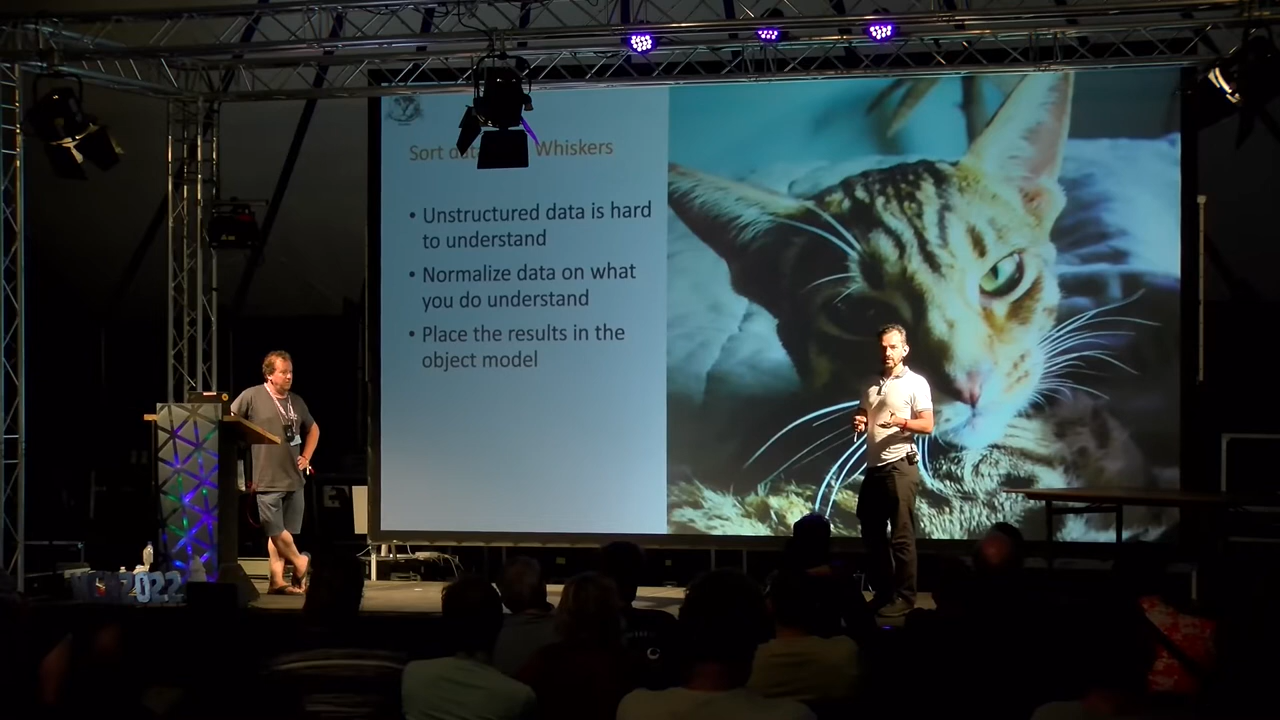 Sort Whiskers
• Unstructured data is hard
to understand
• Normalize data on what
you do understand
• Place the results in the
object model
2022